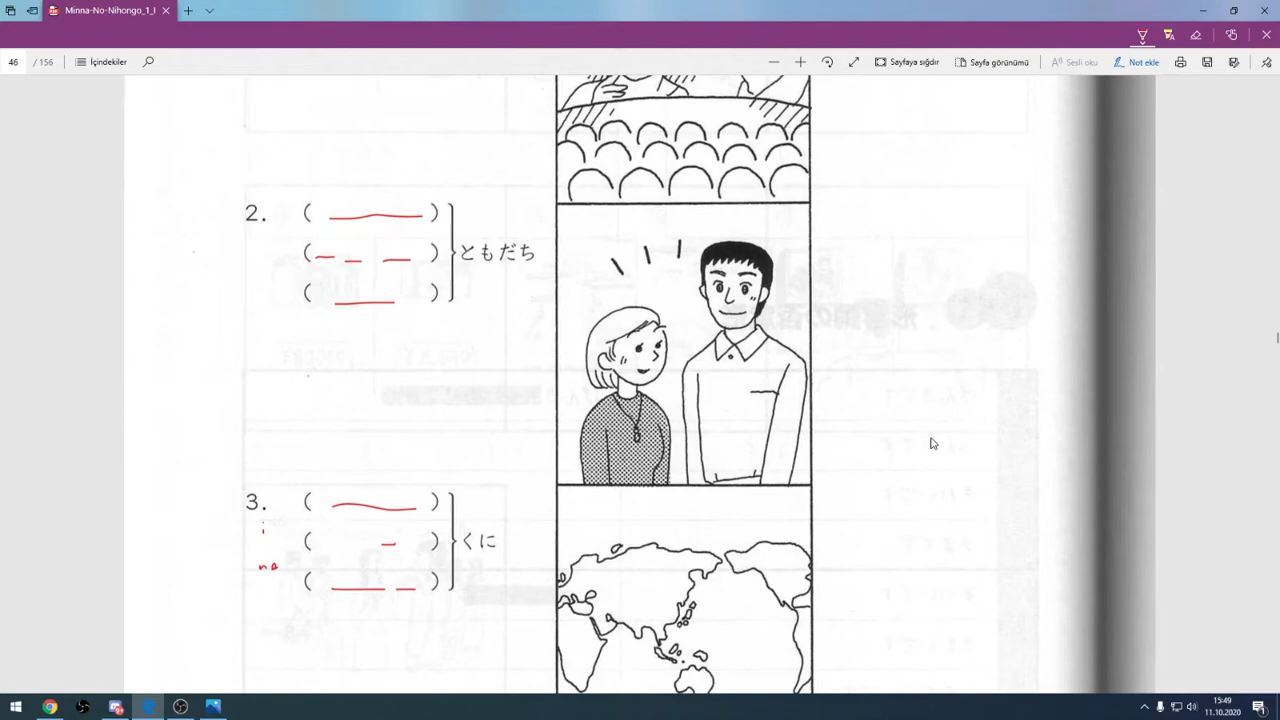 Minna-No-Nihongo_1_I
46 / 156
İçindekiler
Sayfaya sığdır
Sayfa görünümü
Sesli oku
Not ekle
2. ( )
( ) ともだち
( )
3. ( )
i
( ) くに
na
( )
15:49
11.10.2020